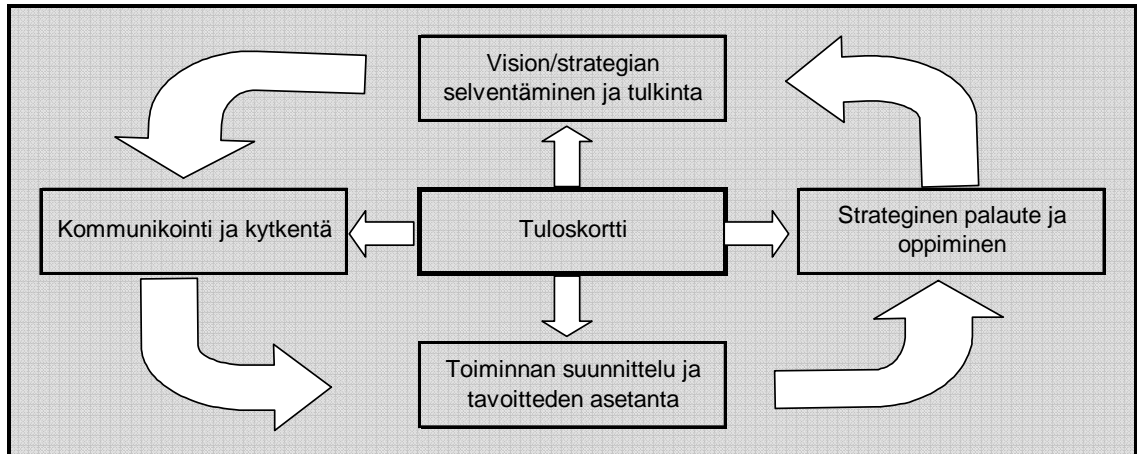 Vision/strategian
selventäminen ja tulkinta
Kommunikointi ja kytkentä
Tuloskortti
Strateginen palaute ja
oppiminen
Toiminnan suunnittelu ja
tavoitteden asetanta